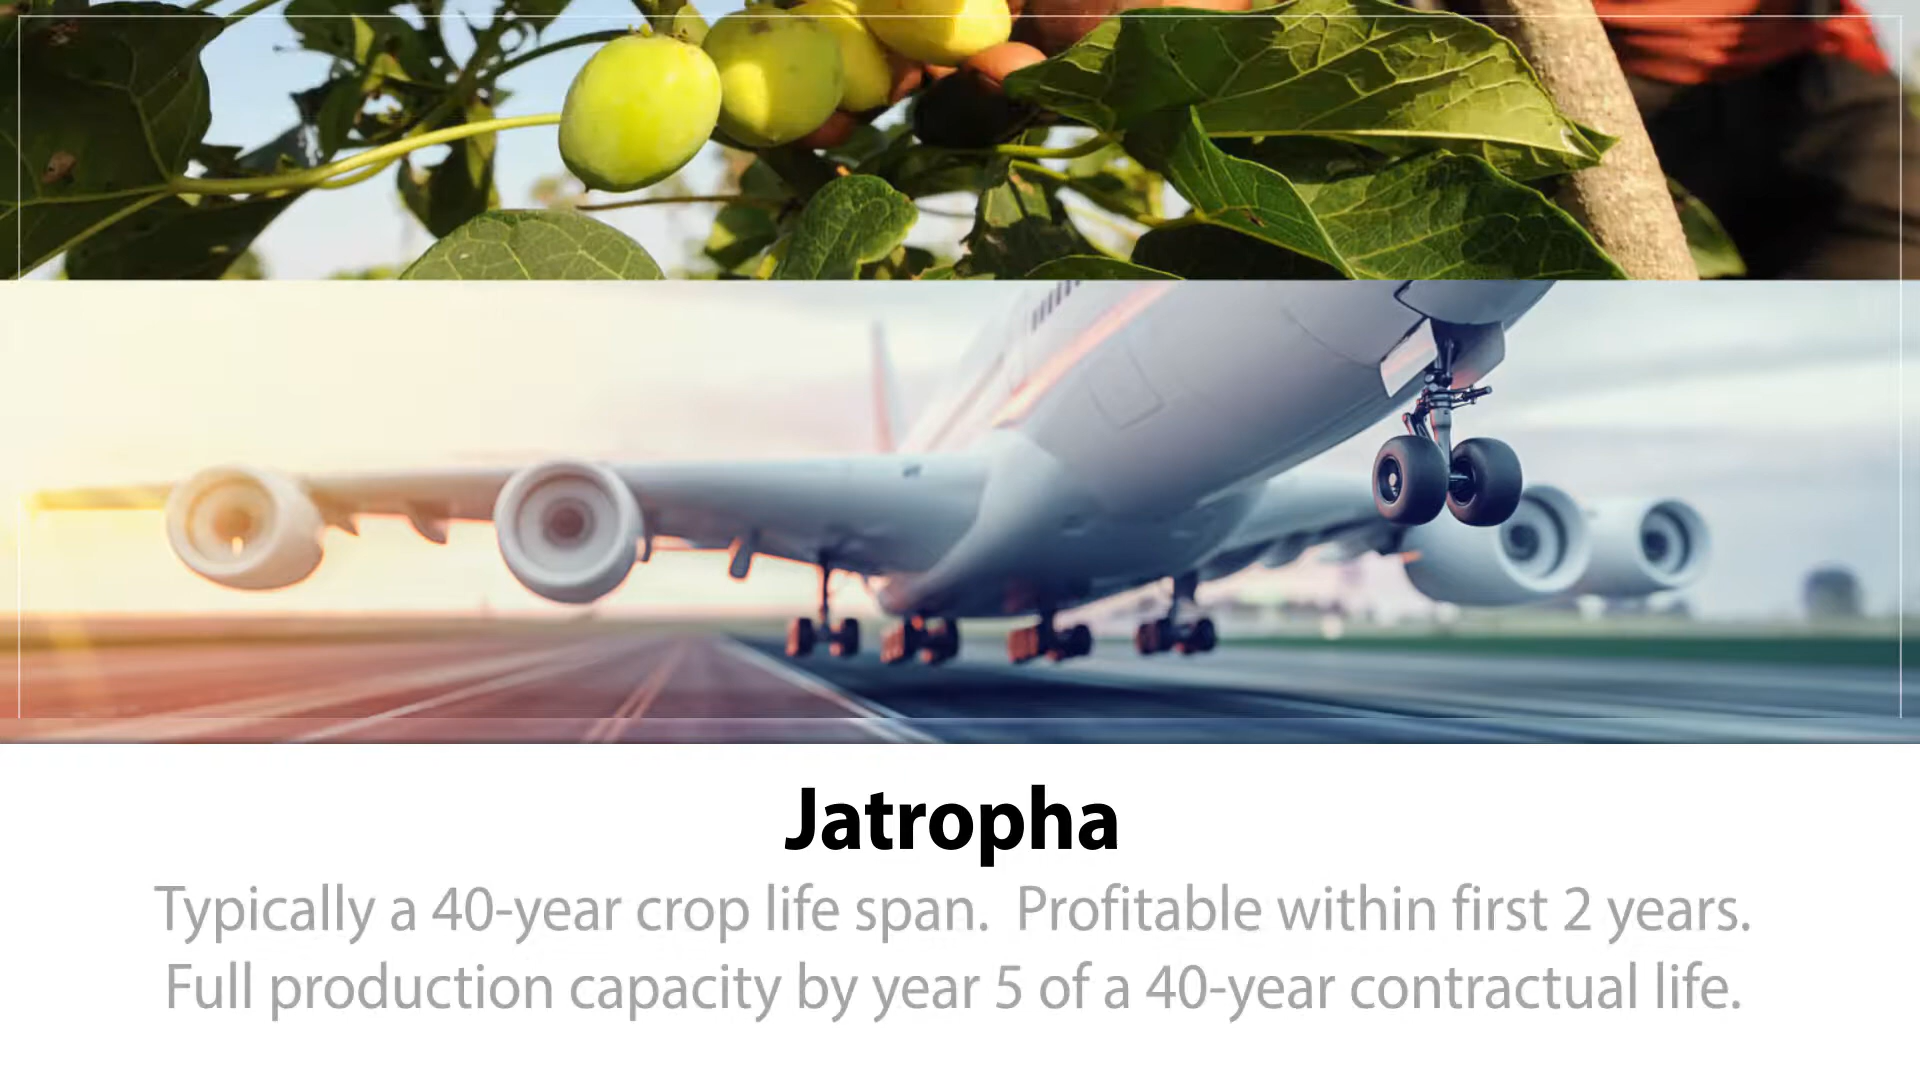 Jatropha
Typically a 40-year crop life span.  Profitable within first 2 years.
Full production capacity by year 5 of a 40-year contractual life.